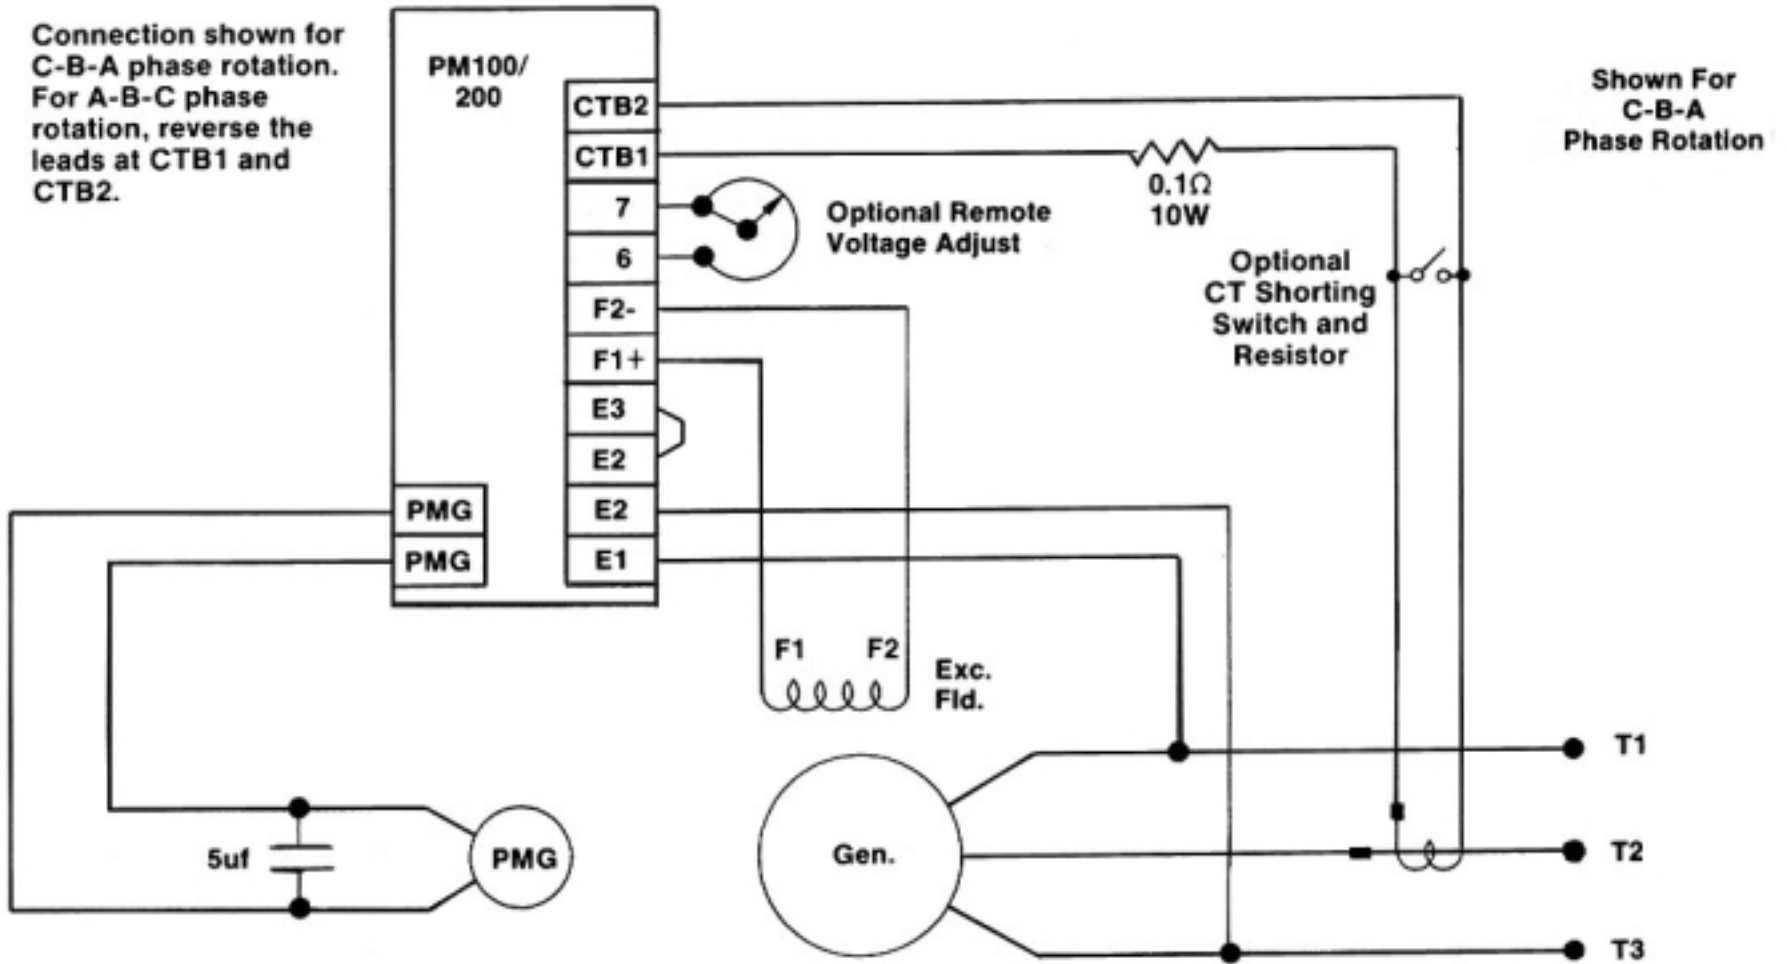 Connection shown for
C-B-A phase rotation.
For A-B-C phase
rotation, reverse the
leads at CTB1 and
CTB2.
PM100/
200
CTB2
CTB1
7
6
F2-
F1+
E3
E2
E2
E1
PMG
PMG
Optional Remote
Voltage Adjust
0.1Ω
10W
Optional
CT Shorting
Switch and
Resistor
Shown For
C-B-A
Phase Rotation
F1 F2
Exc.
Fld.
5uf
PMG
Gen.
T1
T2
T3